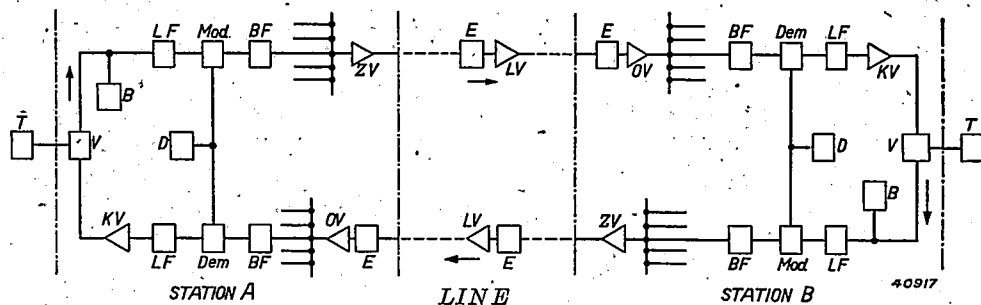 LF Mod. BF ZV E LV E OV BF Dem LF KV
B
T V D D V T
B
KV LF Dem BF OV E LV E ZV BF Mod LF
STATION A LINE STATION B 40917